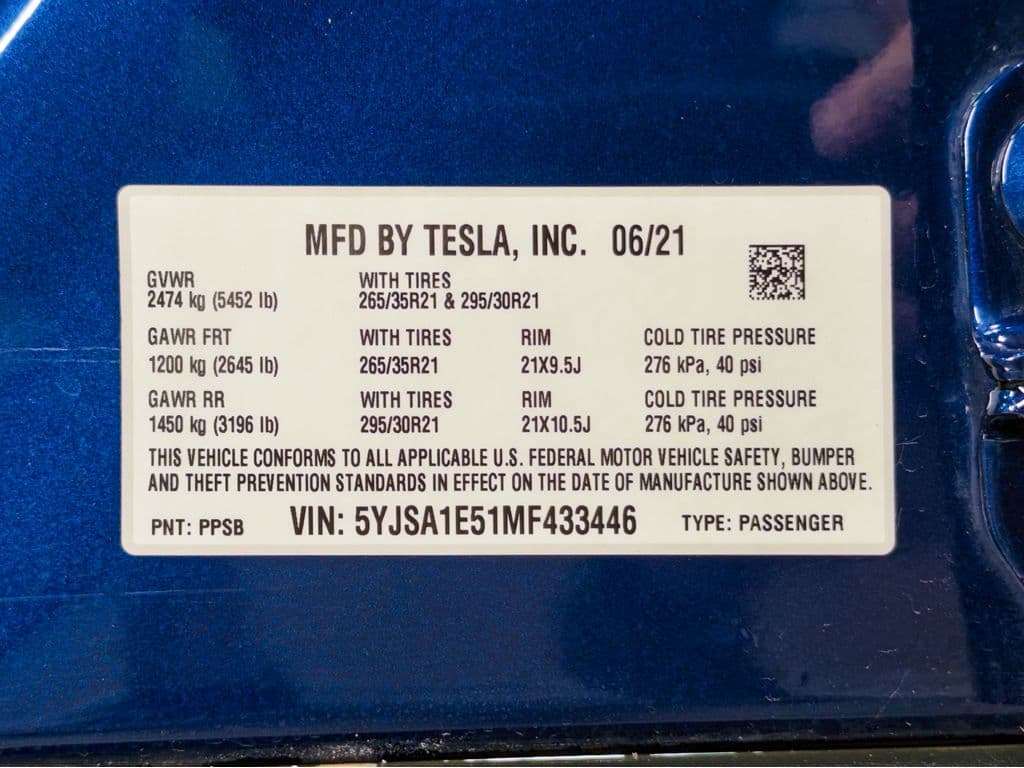 MFD BY TESLA, INC. 06/21
GVWR WITH TIRES
2474 kg (5452 lb) 265/35R21 & 295/30R21
GAWR FRT WITH TIRES RIM COLD TIRE PRESSURE
1200 kg (2645 lb) 265/35R21 21X9.5J 276 kPa, 40 psi
GAWR RR WITH TIRES RIM COLD TIRE PRESSURE
1450 kg (3196 lb) 295/30R21 21X10.5J 276 kPa, 40 psi
THIS VEHICLE CONFORMS TO ALL APPLICABLE U.S. FEDERAL MOTOR VEHICLE SAFETY, BUMPER
AND THEFT PREVENTION STANDARDS IN EFFECT ON THE DATE OF MANUFACTURE SHOWN ABOVE.
PNT: PPSB VIN: 5YJSA1E51MF433446 TYPE: PASSENGER